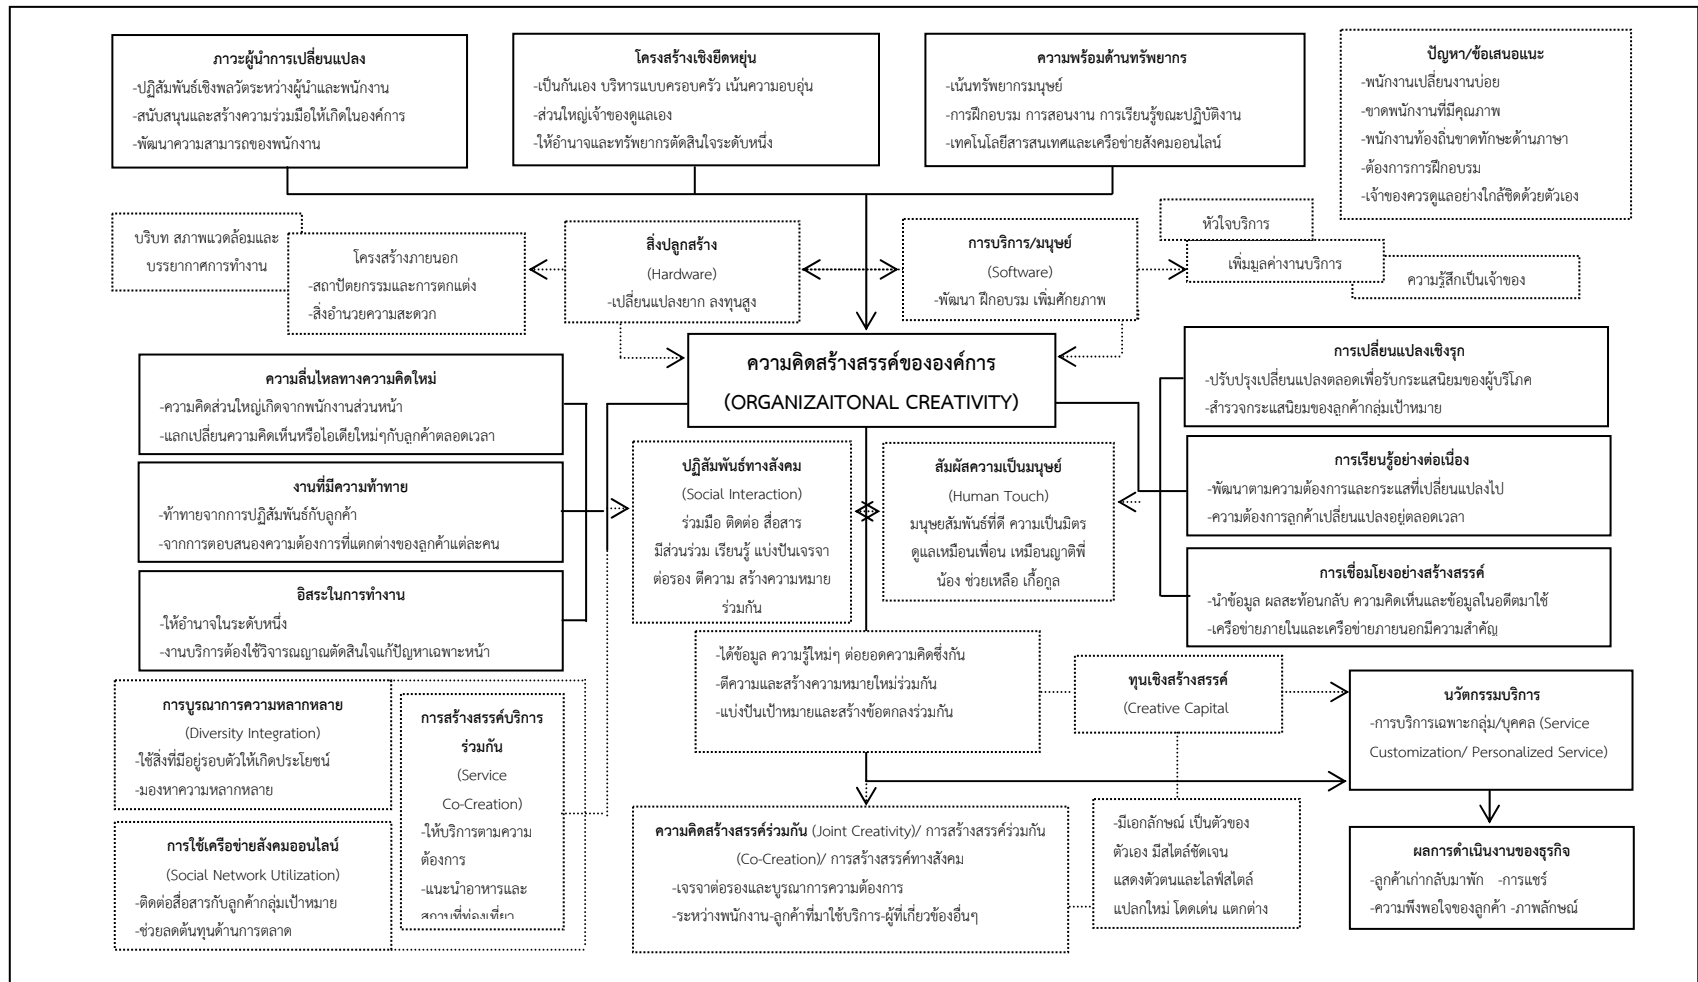 ภาวะผู้นำการเปลี่ยนแปลง
-ปฏิสัมพันธ์เชิงพลวัตระหว่างผู้นำและพนักงาน
-สนับสนุนและสร้างความร่วมมือให้เกิดในองค์การ
-พัฒนาความสามารถของพนักงาน
โครงสร้างเชิงยืดหยุ่น
-เป็นกันเอง บริหารแบบครอบครัว เน้นความอบอุ่น
-ส่วนใหญ่เจ้าของดูแลเอง
-ให้อำนาจและทรัพยากรตัดสินใจระดับหนึ่ง
ความพร้อมด้านทรัพยากร
-เน้นทรัพยากรมนุษย์
-การฝึกอบรม การสอนงาน การเรียนรู้ขณะปฏิบัติงาน
-เทคโนโลยีสารสนเทศและเครือข่ายสังคมออนไลน์
ปัญหา/ข้อเสนอแนะ
-พนักงานเปลี่ยนงานบ่อย
-ขาดพนักงานที่มีคุณภาพ
-พนักงานท้องถิ่นขาดทักษะด้านภาษา
-ต้องการการฝึกอบรม
-เจ้าของควรดูแลอย่างใกล้ชิดด้วยตัวเอง
บริบท สภาพแวดล้อมและ
บรรยากาศการทำงาน
โครงสร้างภายนอก
-สถาปัตยกรรมและการตกแต่ง
-สิ่งอำนวยความสะดวก
สิ่งปลูกสร้าง
(Hardware)
-เปลี่ยนแปลงยาก ลงทุนสูง
การบริการ/มนุษย์
(Software)
-พัฒนา ฝึกอบรม เพิ่มศักยภาพ
หัวใจบริการ
เพิ่มมูลค่างานบริการ
ความรู้สึกเป็นเจ้าของ
ความคิดสร้างสรรค์ขององค์การ
(ORGANIZAITONAL CREATIVITY)
ความลื่นไหลทางความคิดใหม่
-ความคิดส่วนใหญ่เกิดจากพนักงานส่วนหน้า
-แลกเปลี่ยนความคิดเห็นหรือไอเดียใหม่ๆกับลูกค้าตลอดเวลา
งานที่มีความท้าทาย
-ท้าทายจากการปฏิสัมพันธ์กับลูกค้า
-จากการตอบสนองความต้องการที่แตกต่างของลูกค้าแต่ละคน
อิสระในการทำงาน
-ให้อำนาจในระดับหนึ่ง
-งานบริการต้องใช้วิจารณญาณตัดสินใจแก้ปัญหาเฉพาะหน้า
ปฏิสัมพันธ์ทางสังคม
(Social Interaction)
ร่วมมือ ติดต่อ สื่อสาร
มีส่วนร่วม เรียนรู้ แบ่งปันเจรจา
ต่อรอง ตีความ สร้างความหมาย
ร่วมกัน
สัมผัสความเป็นมนุษย์
(Human Touch)
มนุษยสัมพันธ์ที่ดี ความเป็นมิตร
ดูแลเหมือนเพื่อน เหมือนญาติพี่
น้อง ช่วยเหลือ เกื้อกูล
การเปลี่ยนแปลงเชิงรุก
-ปรับปรุงเปลี่ยนแปลงตลอดเพื่อรับกระแสนิยมของผู้บริโภค
-สำรวจกระแสนิยมของลูกค้ากลุ่มเป้าหมาย
การเรียนรู้อย่างต่อเนื่อง
-พัฒนาตามความต้องการและกระแสที่เปลี่ยนแปลงไป
-ความต้องการลูกค้าเปลี่ยนแปลงอยู่ตลอดเวลา
การเชื่อมโยงอย่างสร้างสรรค์
-นำข้อมูล ผลสะท้อนกลับ ความคิดเห็นและข้อมูลในอดีตมาใช้
-เครือข่ายภายในและเครือข่ายภายนอกมีความสำคัญ
-ได้ข้อมูล ความรู้ใหม่ๆ ต่อยอดความคิดซึ่งกัน
-ตีความและสร้างความหมายใหม่ร่วมกัน
-แบ่งปันเป้าหมายและสร้างข้อตกลงร่วมกัน
ทุนเชิงสร้างสรรค์
(Creative Capital
นวัตกรรมบริการ
-การบริการเฉพาะกลุ่ม/บุคคล (Service
Customization/ Personalized Service)
การบูรณาการความหลากหลาย
(Diversity Integration)
-ใช้สิ่งที่มีอยู่รอบตัวให้เกิดประโยชน์
-มองหาความหลากหลาย
การสร้างสรรค์บริการ
ร่วมกัน
(Service
Co-Creation)
-ให้บริการตามความ
ต้องการ
-แนะนำอาหารและ
สถานที่ท่องเที่ยว
การใช้เครือข่ายสังคมออนไลน์
(Social Network Utilization)
-ติดต่อสื่อสารกับลูกค้ากลุ่มเป้าหมาย
-ช่วยลดต้นทุนด้านการตลาด
ความคิดสร้างสรรค์ร่วมกัน (Joint Creativity)/ การสร้างสรรค์ร่วมกัน
(Co-Creation)/ การสร้างสรรค์ทางสังคม
-เจรจาต่อรองและบูรณาการความต้องการ
-ระหว่างพนักงาน-ลูกค้าที่มาใช้บริการ-ผู้ที่เกี่ยวข้องอื่นๆ
-มีเอกลักษณ์ เป็นตัวของ
ตัวเอง มีสไตล์ชัดเจน
แสดงตัวตนและไลฟ์สไตล์
แปลกใหม่ โดดเด่น แตกต่าง
ผลการดำเนินงานของธุรกิจ
-ลูกค้าเก่ากลับมาพัก -การแชร์
-ความพึงพอใจของลูกค้า -ภาพลักษณ์